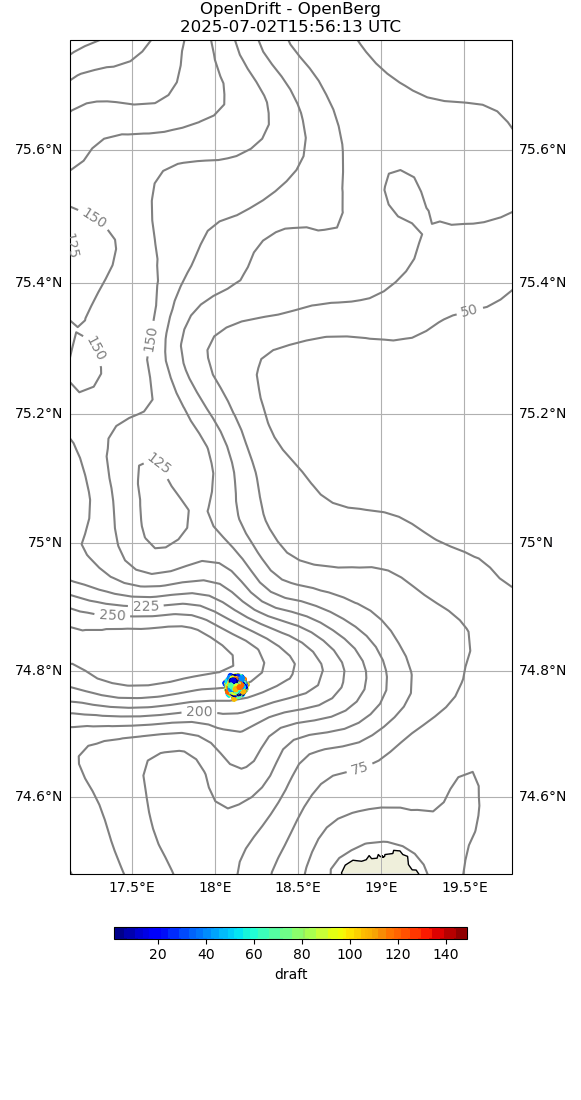 OpenDrift - OpenBerg
2025-07-02T15:56:13 UTC
75.6°N 75.6°N
150
125
75.4°N 75.4°N
50
150 150
75.2°N 75.2°N
125
75°N 75°N
225
250
74.8°N 74.8°N
200
75
74.6°N 74.6°N
17.5°E 18°E 18.5°E 19°E 19.5°E
20 40 60 80 100 120 140
draft